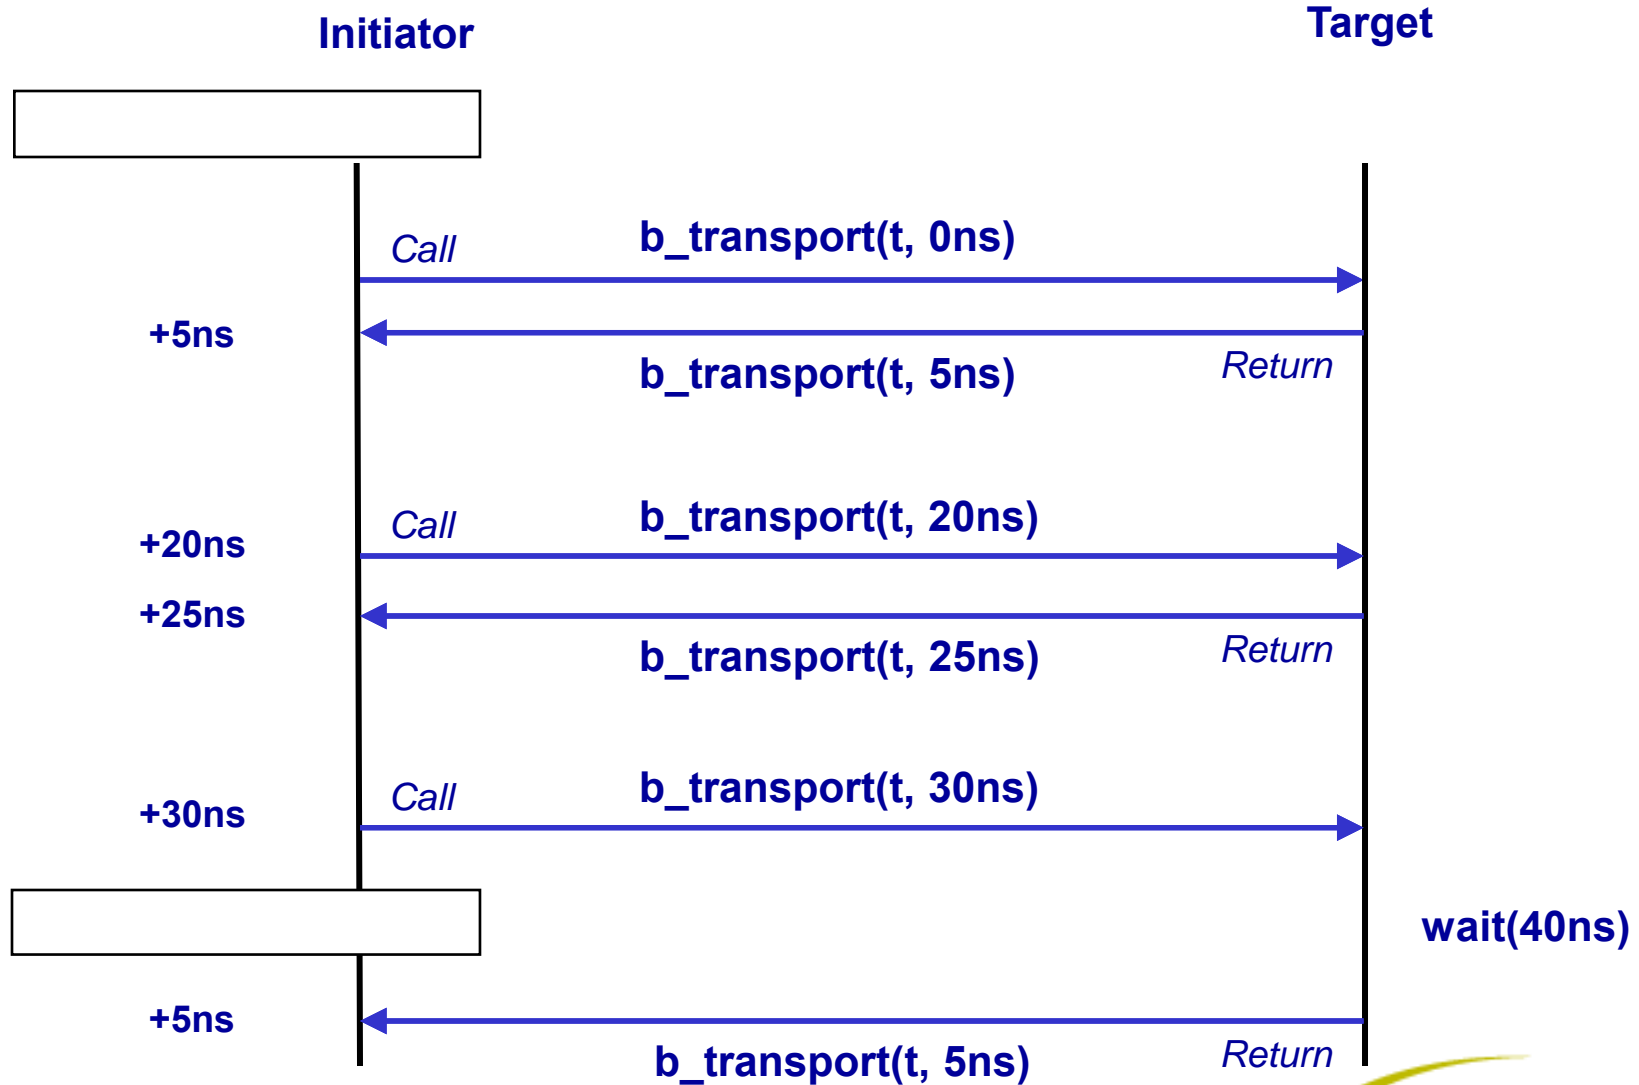 Initiator
Target
Call
b_transport(t, 0ns)
+5ns
b_transport(t, 5ns)
Return
+20ns
Call
b_transport(t, 20ns)
+25ns
b_transport(t, 25ns)
Return
+30ns
Call
b_transport(t, 30ns)
wait(40ns)
+5ns
b_transport(t, 5ns)
Return